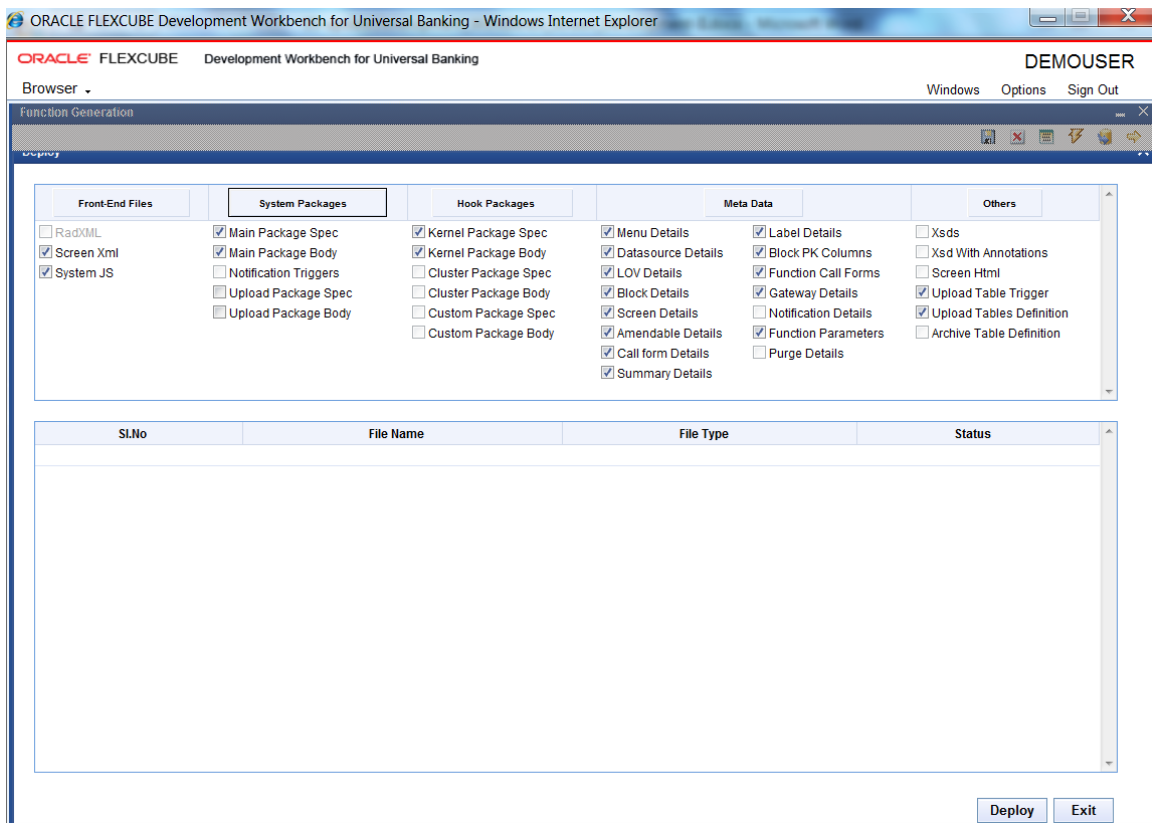 ORACLE FLEXCUBE Development Workbench for Universal Banking - Windows Internet Explorer
ORACLE FLEXCUBE Development Workbench for Universal Banking DEMOUSER
Browser Windows Options Sign Out
Function Generation
Deploy
Front-End Files System Packages Hook Packages Meta Data Others
RadXML Main Package Spec Kernel Package Spec Menu Details Label Details Xsds
Screen Xml Main Package Body Kernel Package Body Datasource Details Block PK Columns Xsd With Annotations
System JS Notification Triggers Cluster Package Spec LOV Details Function Call Forms Screen Html
Upload Package Spec Cluster Package Body Block Details Gateway Details Upload Table Trigger
Upload Package Body Custom Package Spec Screen Details Notification Details Upload Tables Definition
Custom Package Body Amendable Details Function Parameters Archive Table Definition
Call form Details Purge Details
Summary Details
Sl.No File Name File Type Status
Deploy Exit